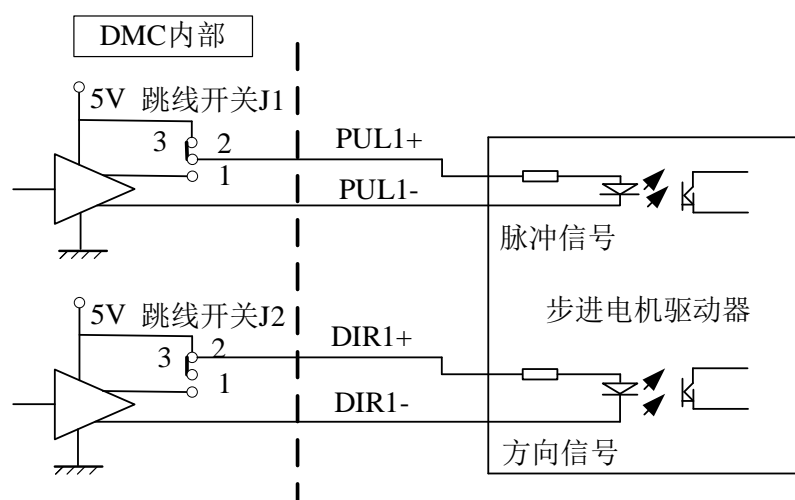 DMC内部
5V 跳线开关J1
3
2
1
PUL1+
PUL1-
脉冲信号
步进电机驱动器
5V 跳线开关J2
3
2
1
DIR1+
DIR1-
方向信号